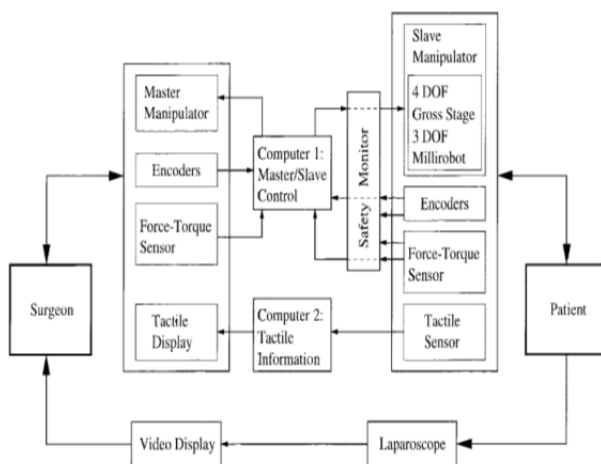 Slave
Manipulator
4 DOF
Gross Stage
3 DOF
Millirobot
Master
Manipulator
Encoders
Force-Torque
Sensor
Tactile
Display
Computer 1:
Master/Slave
Control
Computer 2:
Tactile
Information
Safety Monitor
Encoders
Force-Torque
Sensor
Tactile
Sensor
Surgeon
Patient
Video Display
Laparoscope